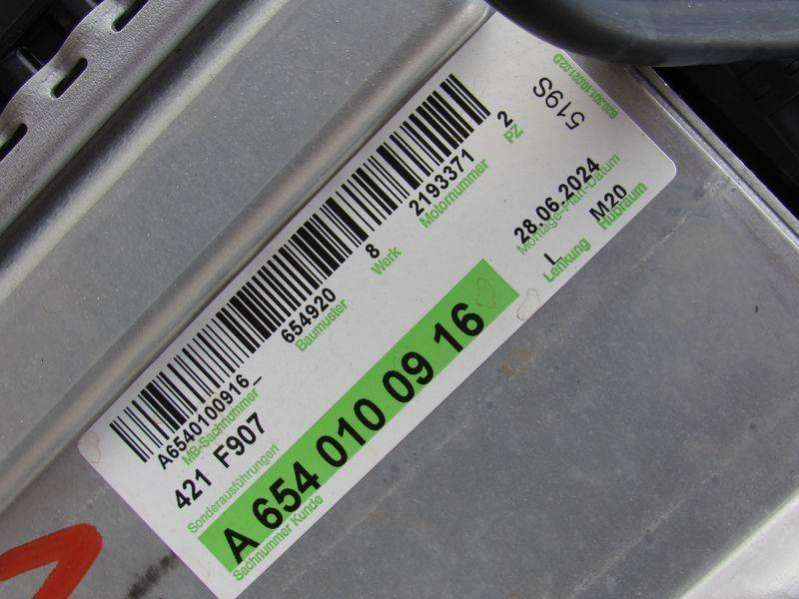 A6540100916_ 654920 8 2193371 2
MB-Sachnummer Baumuster Werk Motornummer PZ
519S
421 F907
Sonderausführungen
28.06.2024
Montage-Plan-Datum
L M20
Lenkung Hubraum
A 654 010 09 16
Sachnummer Kunde